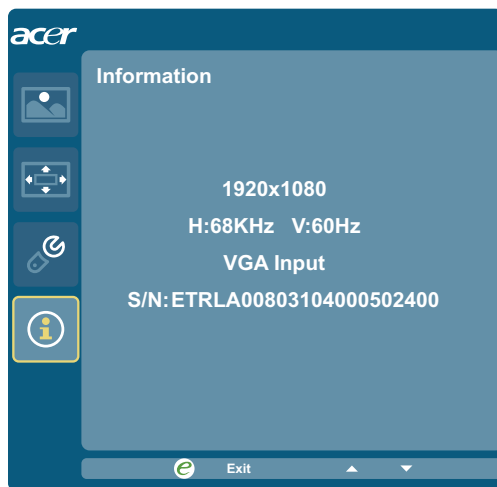 acer
Information
1920x1080
H:68KHz V:60Hz
VGA Input
S/N:ETRLA00803104000502400
e Exit